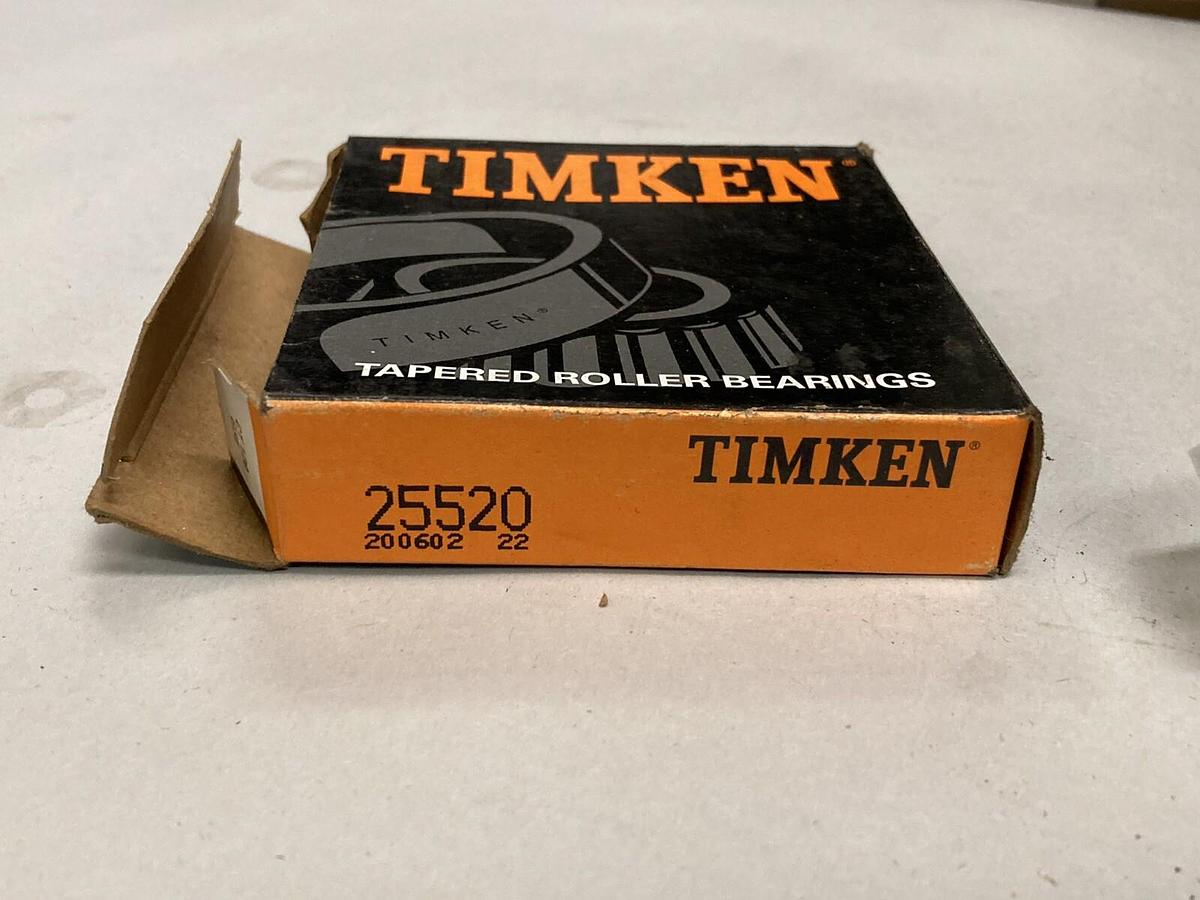 TIMKEN®
TIMKEN®
TAPERED ROLLER BEARINGS
TIMKEN®
25520
200602 22